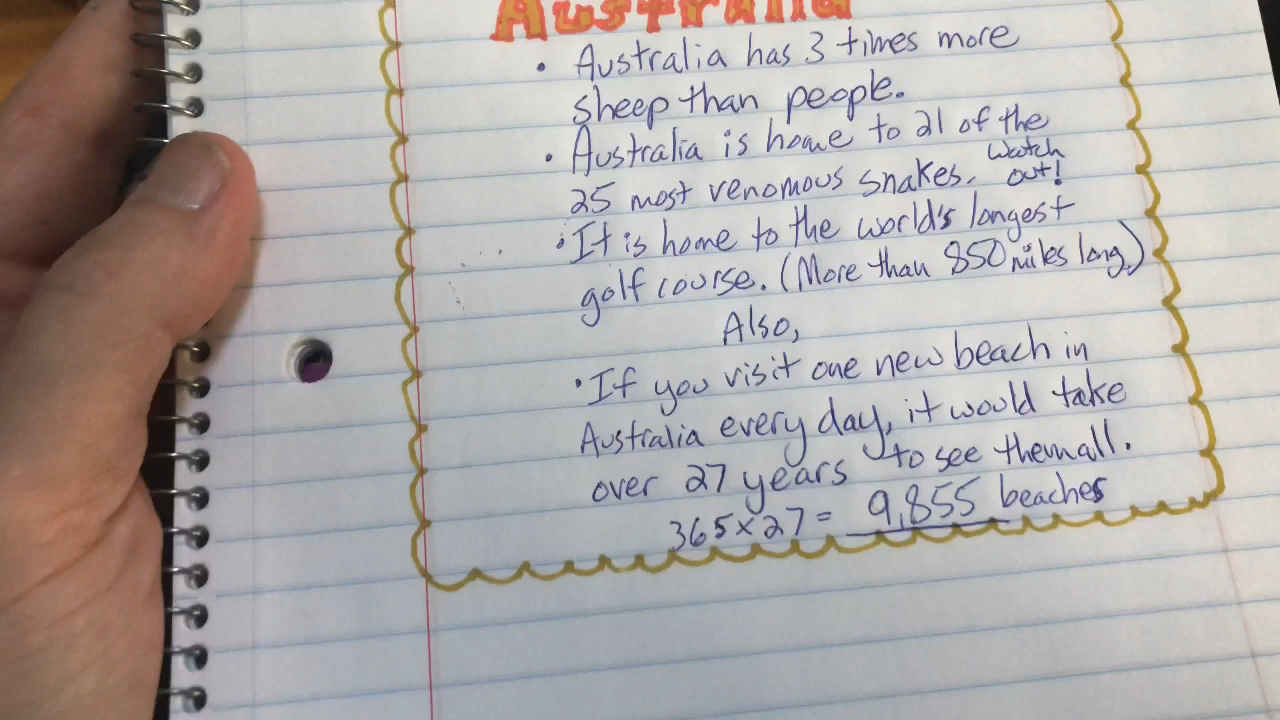 Australia
• Australia has 3 times more
sheep than people.
• Australia is home to 21 of the
25 most venomous snakes. Watch
out!
• It is home to the world's longest
golf course. (More than 850 miles long)
Also,
• If you visit one new beach in
Australia every day, it would take
over 27 years to see them all.
365x27= 9,855 beaches